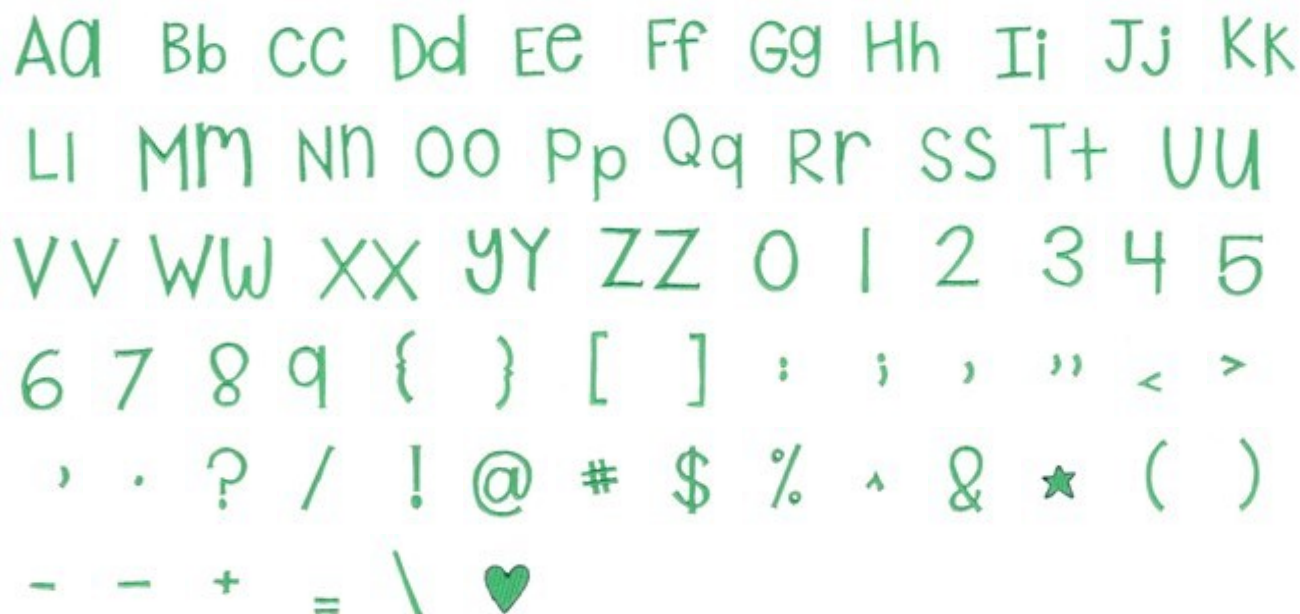 Aa Bb Cc Dd Ee Ff Gg Hh Ii Jj Kk
Ll Mm Nn Oo Pp Qq Rr Ss Tt Uu
Vv Ww Xx yY Zz 0 1 2 3 4 5
6 7 8 9 { } [ ] : ; ’ ” < >
, . ? / ! @ # $ % ^ & ★ ( )
- – + = \ ♥